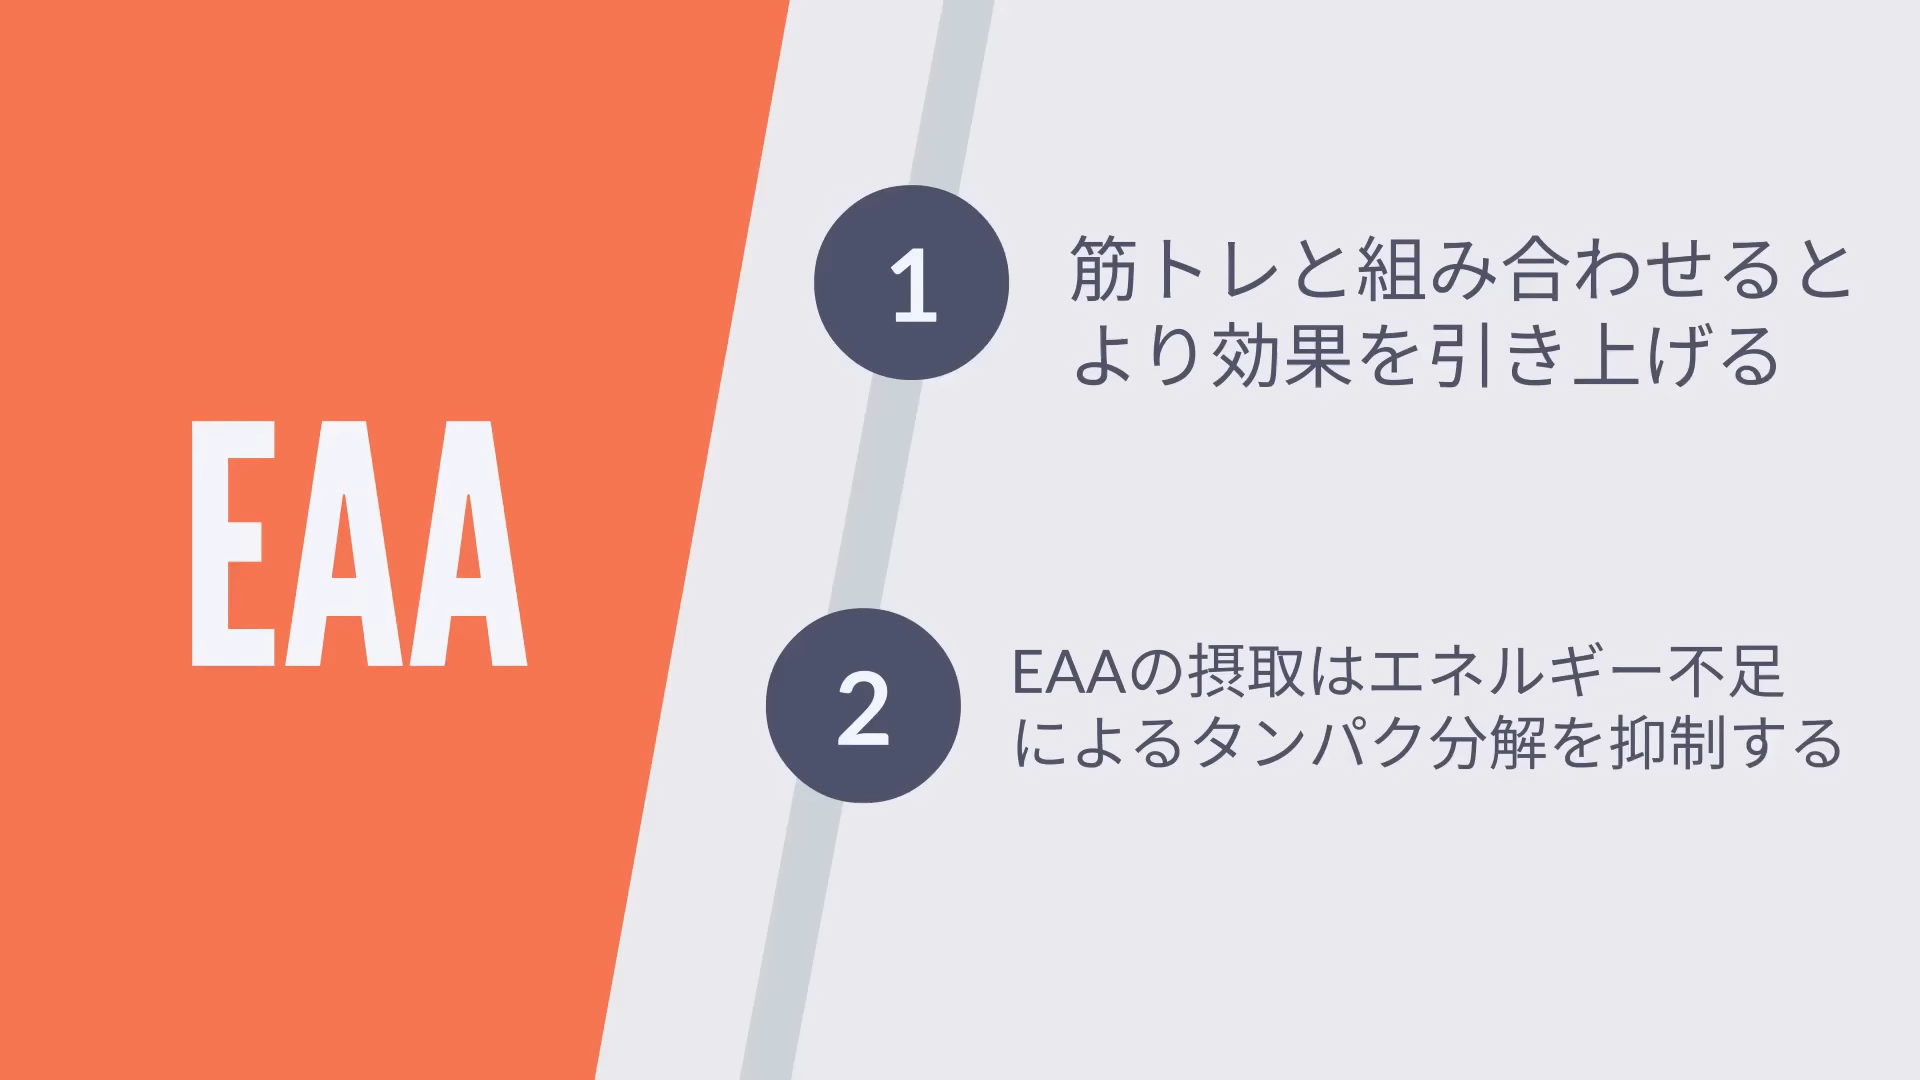 EAA
1
筋トレと組み合わせると
より効果を引き上げる
2
EAAの摂取はエネルギー不足
によるタンパク分解を抑制する